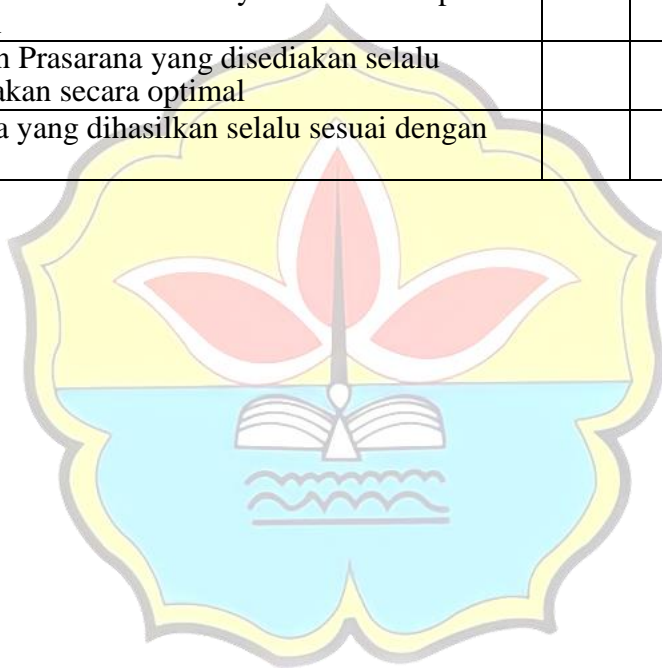 n Prasarana yang disediakan selalu
akan secara optimal
a yang dihasilkan selalu sesuai dengan